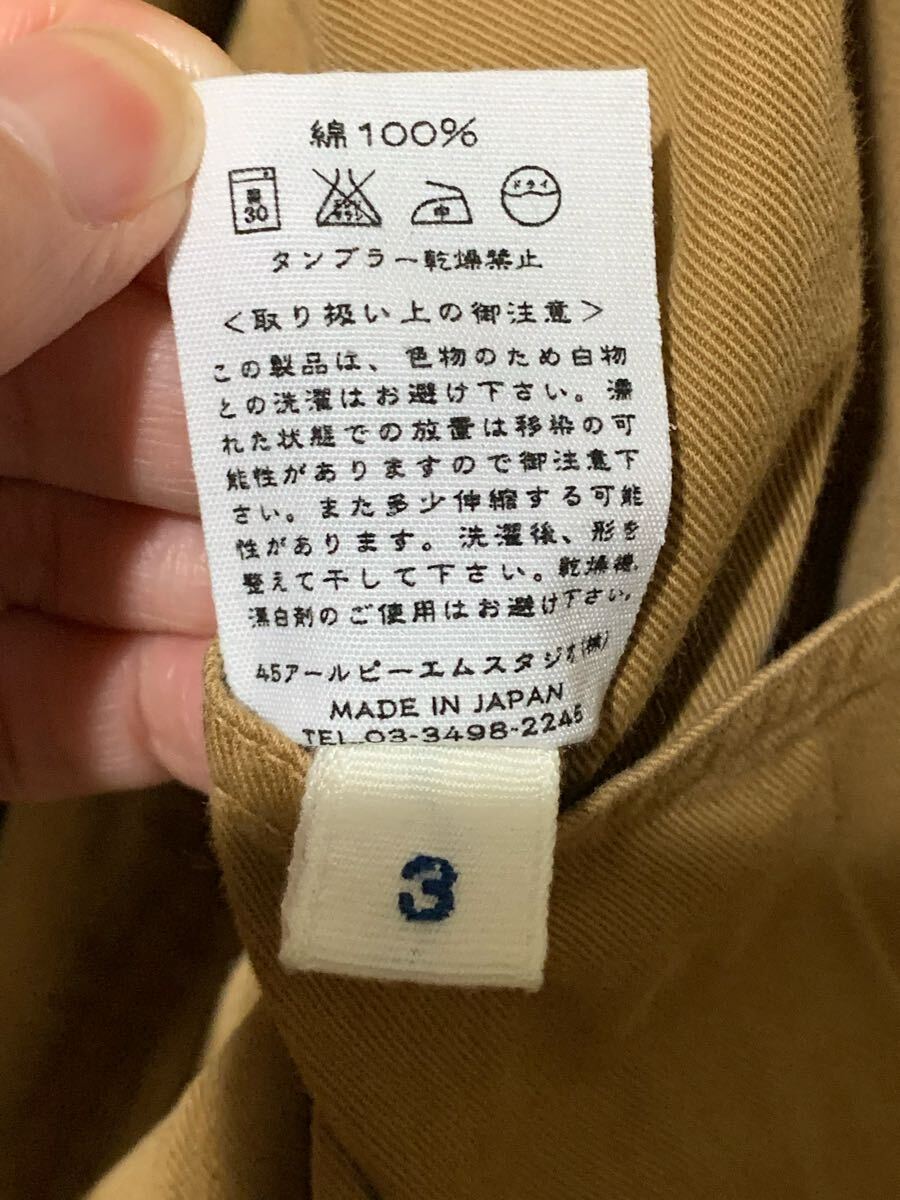 綿100%
30 中 ドライ
タンブラー乾燥禁止
<取り扱い上の御注意>
この製品は、色物のため白物
との洗濯はお避け下さい。濡
れた状態での放置は移染の可
能性がありますので御注意下
さい。また多少伸縮する可能
性があります。洗濯後、形を
整えて干して下さい。乾燥機、
漂白剤のご使用はお避け下さい。
45アールピーエムスタジオ(株)
MADE IN JAPAN
TEL.03-3498-2245
3